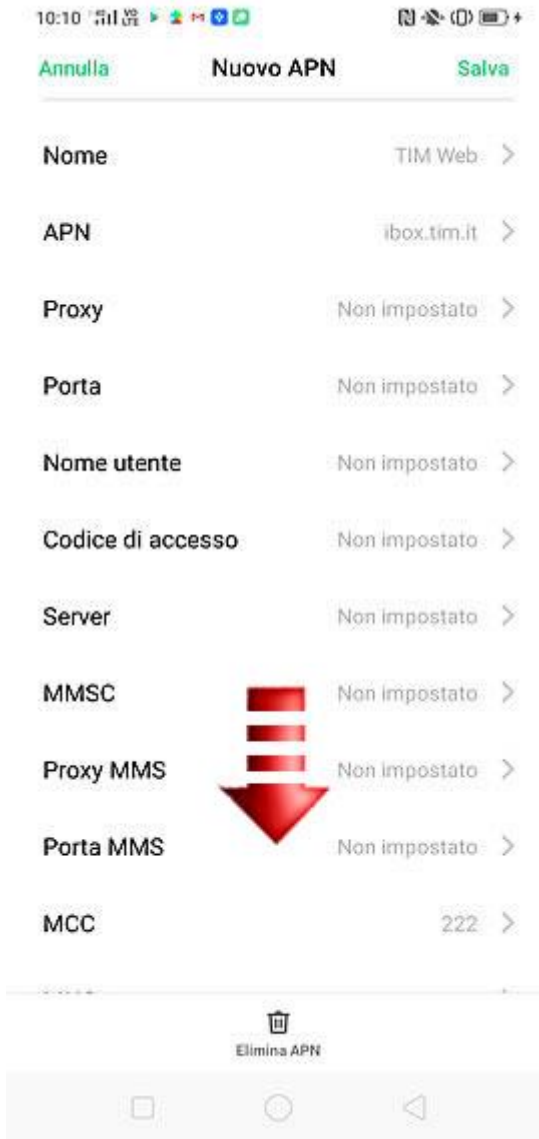 10:10
Annulla Nuovo APN Salva
Nome TIM Web
APN ibox.tim.it
Proxy Non impostato
Porta Non impostato
Nome utente Non impostato
Codice di accesso Non impostato
Server Non impostato
MMSC Non impostato
Proxy MMS Non impostato
Porta MMS Non impostato
MCC 222
Elimina APN